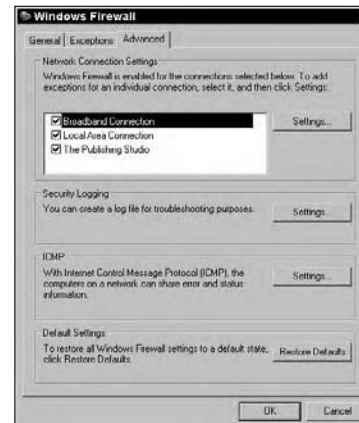 Windows Firewall
General Exceptions Advanced
Network Connection Settings
Windows Firewall is enabled for the connections selected
below. To add
exceptions for an individual connection, select it, and then click Settings:
Broadband Connection
Local Area Connection
The Publishing Studio
Settings...
Security Logging
You can create a log file for troubleshooting purposes.
Settings...
ICMP
With Internet Control Message Protocol (ICMP), the
computers on a network can share error and status
information.
Settings...
Default Settings
To restore all Windows Firewall settings to a default state,
click Restore Defaults.
Restore Defaults
OK Cancel